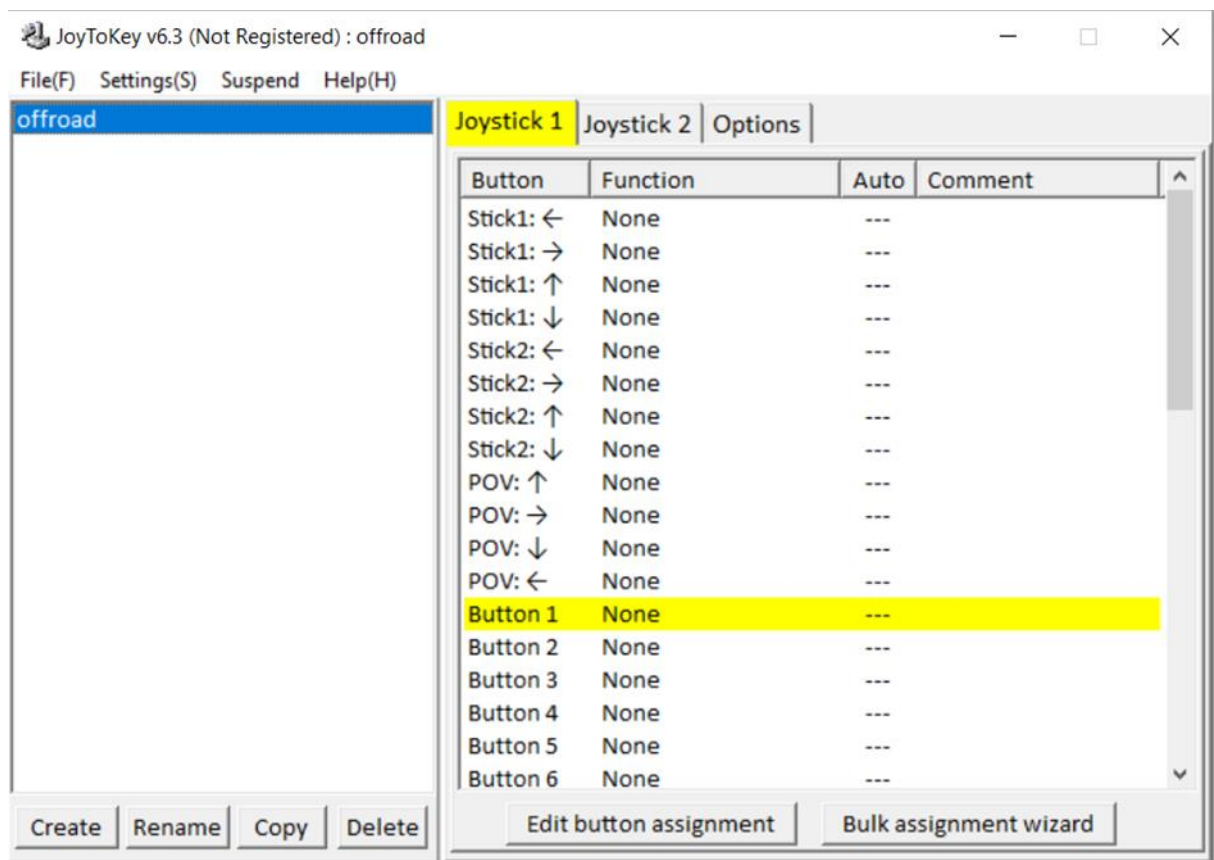 JoyToKey v6.3 (Not Registered) : offroad
File(F) Settings(S) Suspend Help(H)
offroad
Joystick 1 Joystick 2 Options
Button Function Auto Comment
Stick1: ← None ---
Stick1: → None ---
Stick1: ↑ None ---
Stick1: ↓ None ---
Stick2: ← None ---
Stick2: → None ---
Stick2: ↑ None ---
Stick2: ↓ None ---
POV: ↑ None ---
POV: → None ---
POV: ↓ None ---
POV: ← None ---
Button 1 None ---
Button 2 None ---
Button 3 None ---
Button 4 None ---
Button 5 None ---
Button 6 None ---
Create Rename Copy Delete Edit button assignment Bulk assignment wizard